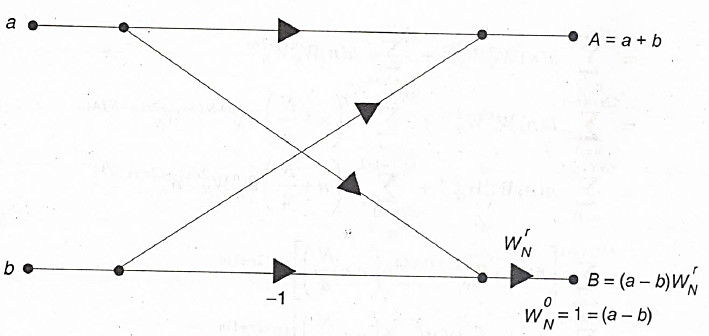 a
A = a + b
b
-1
W_N^r
B = (a – b)W_N^r
W_N^0 = 1 = (a – b)